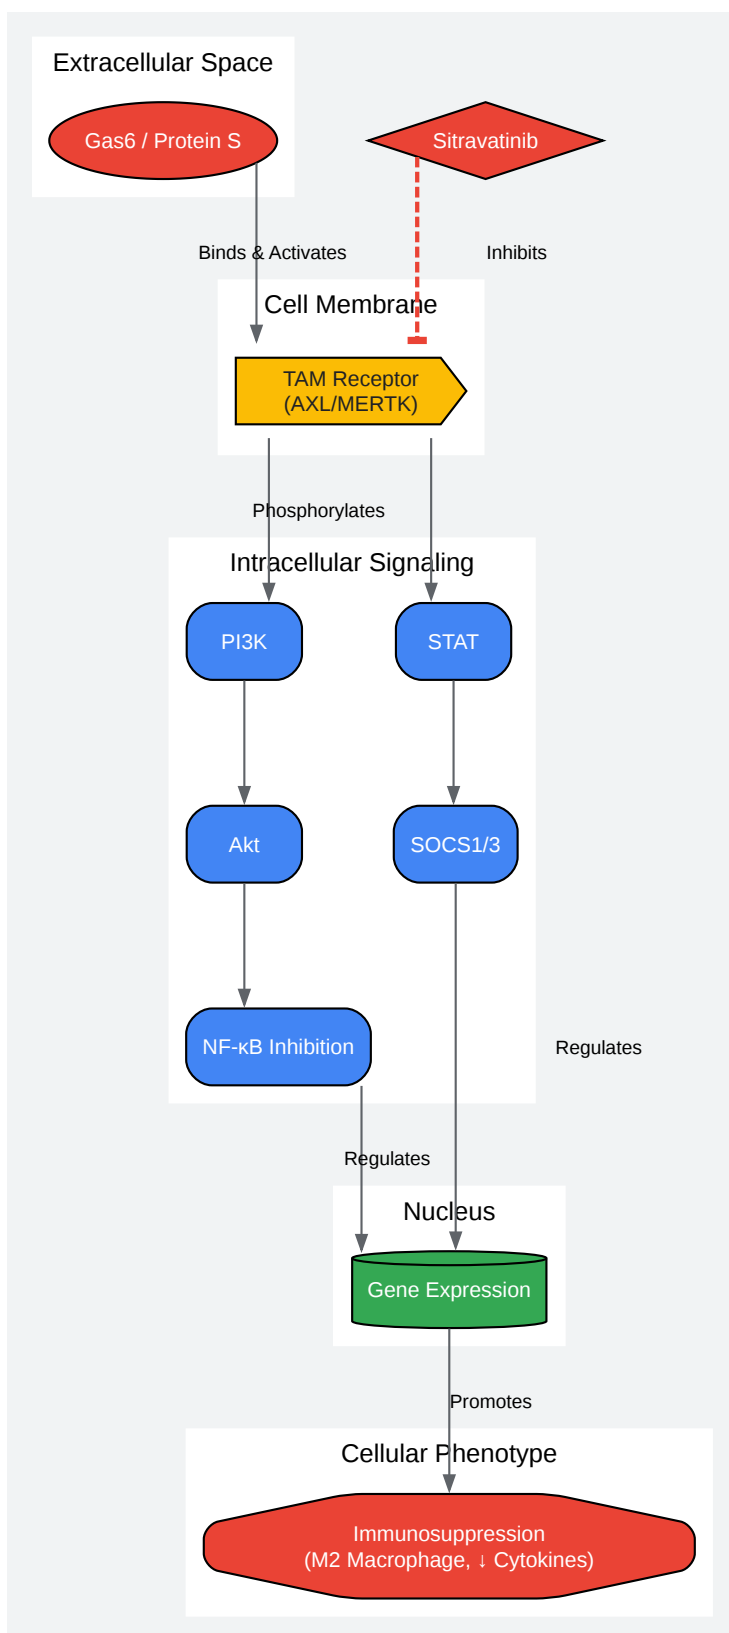 Extracellular Space
Gas6 / Protein S
Sitravatinib
Binds & Activates
Inhibits
Cell Membrane
TAM Receptor
(AXL/MERTK)
Phosphorylates
Intracellular Signaling
PI3K
STAT
Akt
SOCS1/3
NF-κB Inhibition
Regulates
Regulates
Nucleus
Gene Expression
Promotes
Cellular Phenotype
Immunosuppression
(M2 Macrophage, ↓ Cytokines)